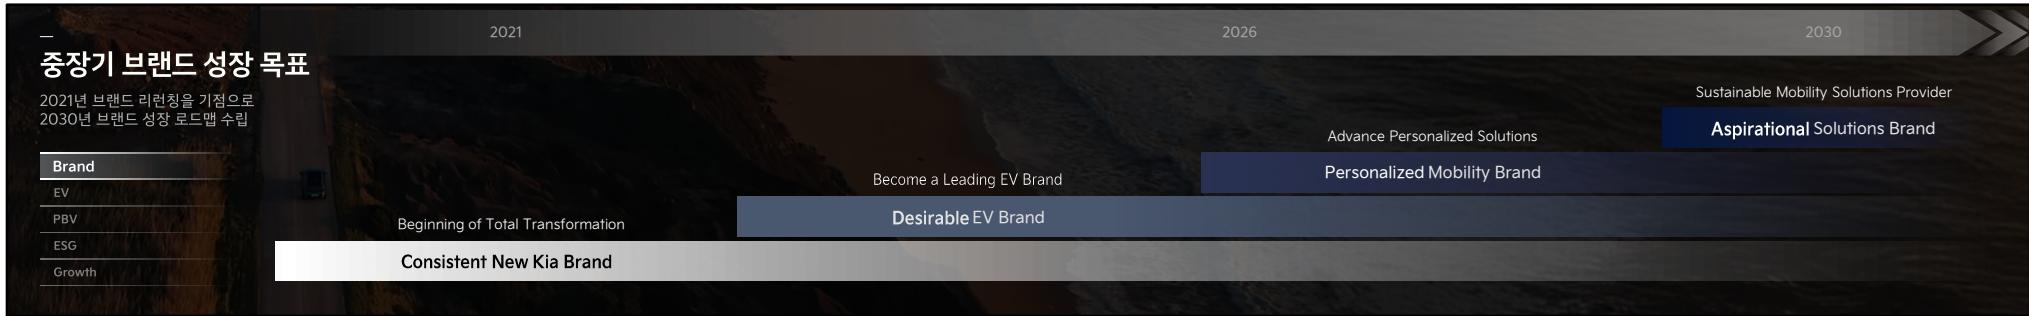 2021
2026
2030
중장기 브랜드 성장 목표
2021년 브랜드 리런칭을 기점으로
2030년 브랜드 성장 로드맵 수립
Brand
EV
PBV
ESG
Growth
Beginning of Total Transformation
Consistent New Kia Brand
Become a Leading EV Brand
Desirable EV Brand
Advance Personalized Solutions
Personalized Mobility Brand
Sustainable Mobility Solutions Provider
Aspirational Solutions Brand